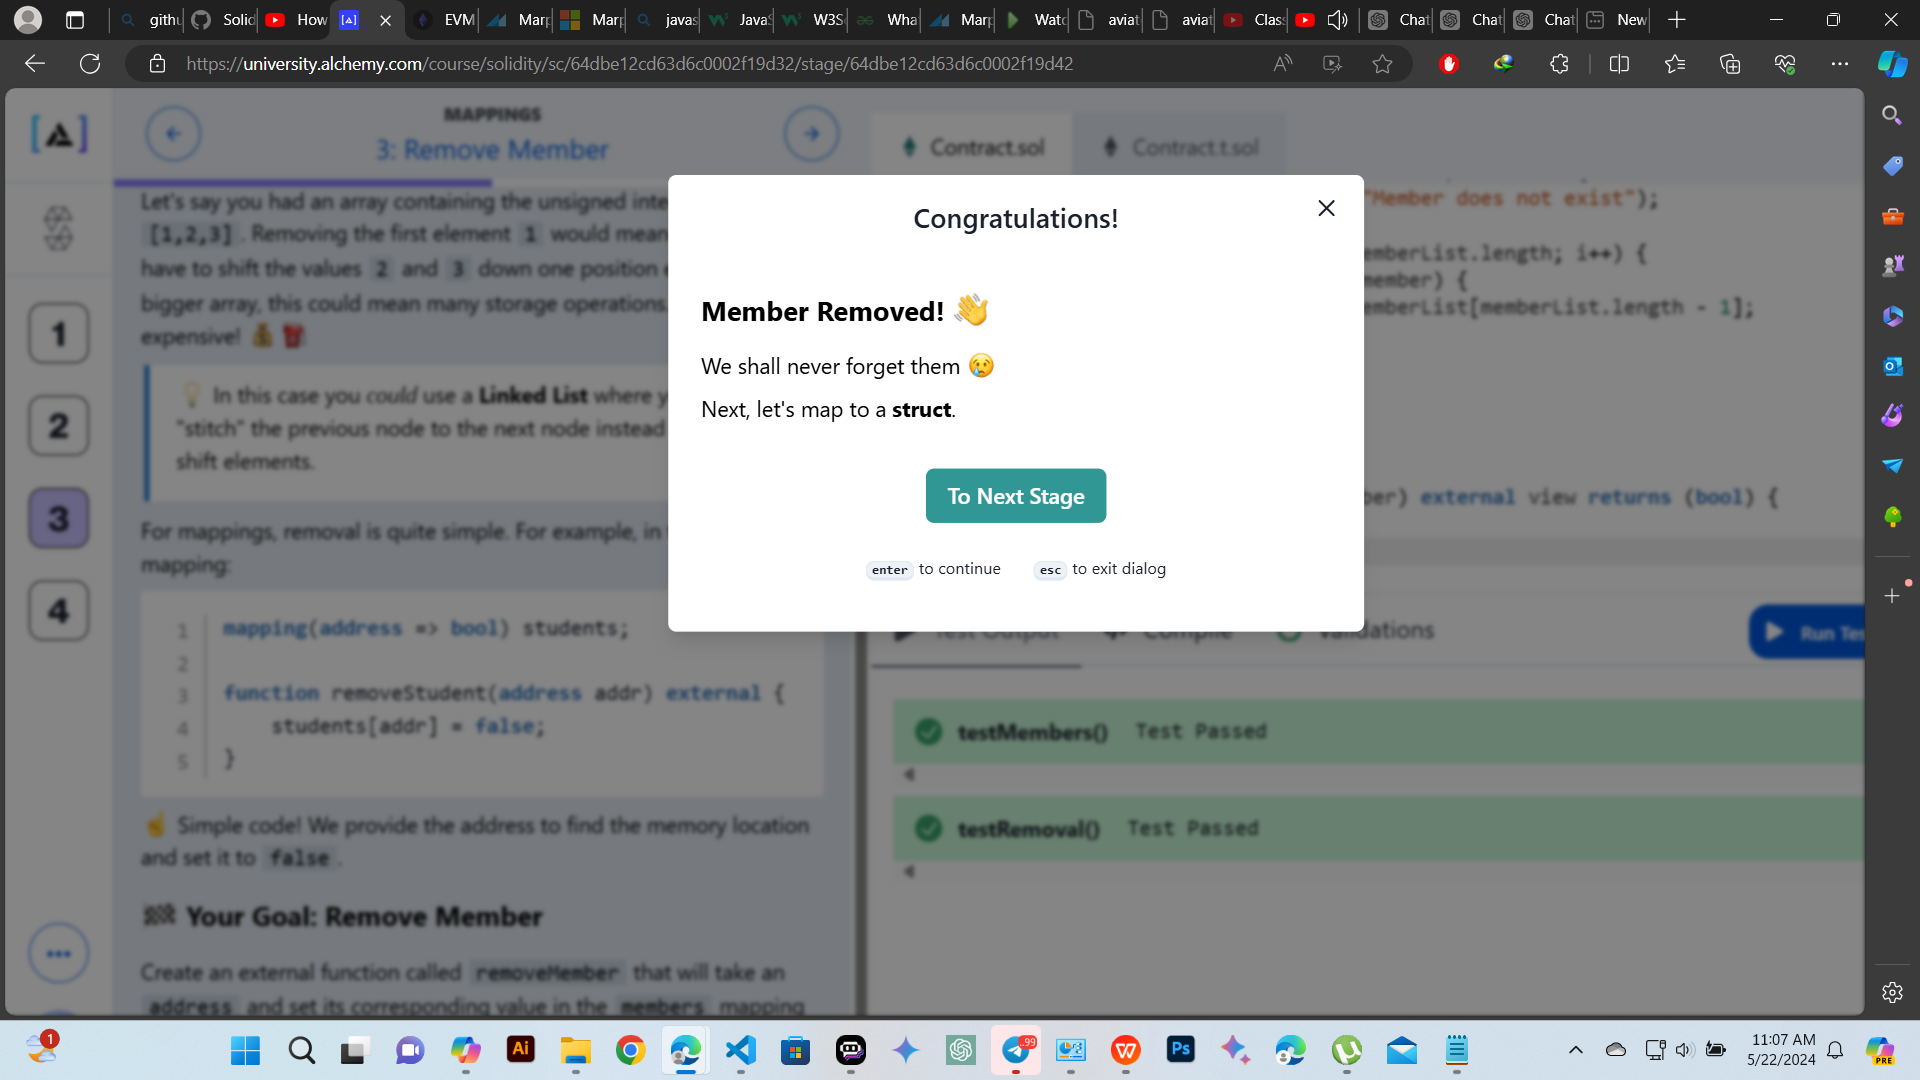 githu
Solid
How
EVM
Marp
Marp
javas
JavaS
W3Sc
Wha
Marp
Watc
aviat
aviat
Class
Chat
Chat
Chat
New
https://university.alchemy.com/course/solidity/sc/64dbe12cd63d6c0002f19d32/stage/64dbe12cd63d6c0002f19d42
MAPPINGS
3: Remove Member
1
2
3
4
Let's say you had an array containing the unsigned inte
[1,2,3] . Removing the first element 1 would mean
have to shift the values 2 and 3 down one position
bigger array, this could mean many storage operations.
expensive! 💰 👹
💡 In this case you could use a Linked List where y
"stitch" the previous node to the next node instead
shift elements.
For mappings, removal is quite simple. For example, in
mapping:
1 mapping(address => bool) students;
2
3 function removeStudent(address addr) external {
4 students[addr] = false;
5 }
☝️ Simple code! We provide the address to find the memory location
and set it to false .
🏁 Your Goal: Remove Member
Create an external function called removeMember that will take an
address and set its corresponding value in the members mapping
Contract.sol
Contract.t.sol
"Member does not exist");
emberList.length; i++) {
member) {
emberList[memberList.length - 1];
ber) external view returns (bool) {
Congratulations!
Member Removed! 👋
We shall never forget them 😢
Next, let's map to a struct.
To Next Stage
enter to continue
esc to exit dialog
Test Output
Compile
Validations
Run Tes
testMembers() Test Passed
testRemoval() Test Passed
1
Ai
.99
Ps
11:07 AM
5/22/2024
PRE